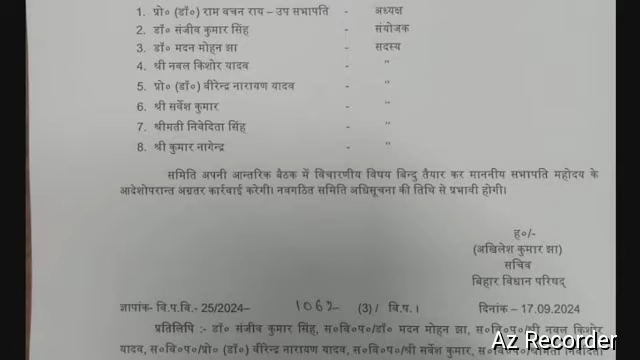 1. प्रो० (डॉ०) राम वचन राय – उप सभापति - अध्यक्ष
2. डॉ० संजीव कुमार सिंह - संयोजक
3. डॉ० मदन मोहन झा - सदस्य
4. श्री नवल किशोर यादव - "
5. प्रो० (डॉ०) वीरेन्द्र नारायण यादव - "
6. श्री सर्वेश कुमार - "
7. श्रीमती निवेदिता सिंह - "
8. श्री कुमार नागेन्द्र - "
समिति अपनी आन्तरिक बैठक में विचारणीय विषय बिन्दु तैयार कर माननीय सभापति महोदय के
आदेशोपरान्त अग्रतर कार्रवाई करेगी। नवगठित समिति अधिसूचना की तिथि से प्रभावी होगी।
ह०/-
(अखिलेश कुमार झा)
सचिव
बिहार विधान परिषद्
ज्ञापांक- वि.प.वि.- 25/2024– 1062 (3) / वि.प.। दिनांक – 17.09.2024
प्रतिलिपि :- डॉ० संजीव कुमार सिंह, स०वि०प०/डॉ० मदन मोहन झा, स०वि०प०/श्री नवल किशोर
यादव, स०वि०प०/प्रो० (डॉ०) वीरेन्द्र नारायण यादव, स०वि०प०/श्री सर्वेश कुमार, स०वि०प०/श्रीमती निवेदिता
Az Recorder